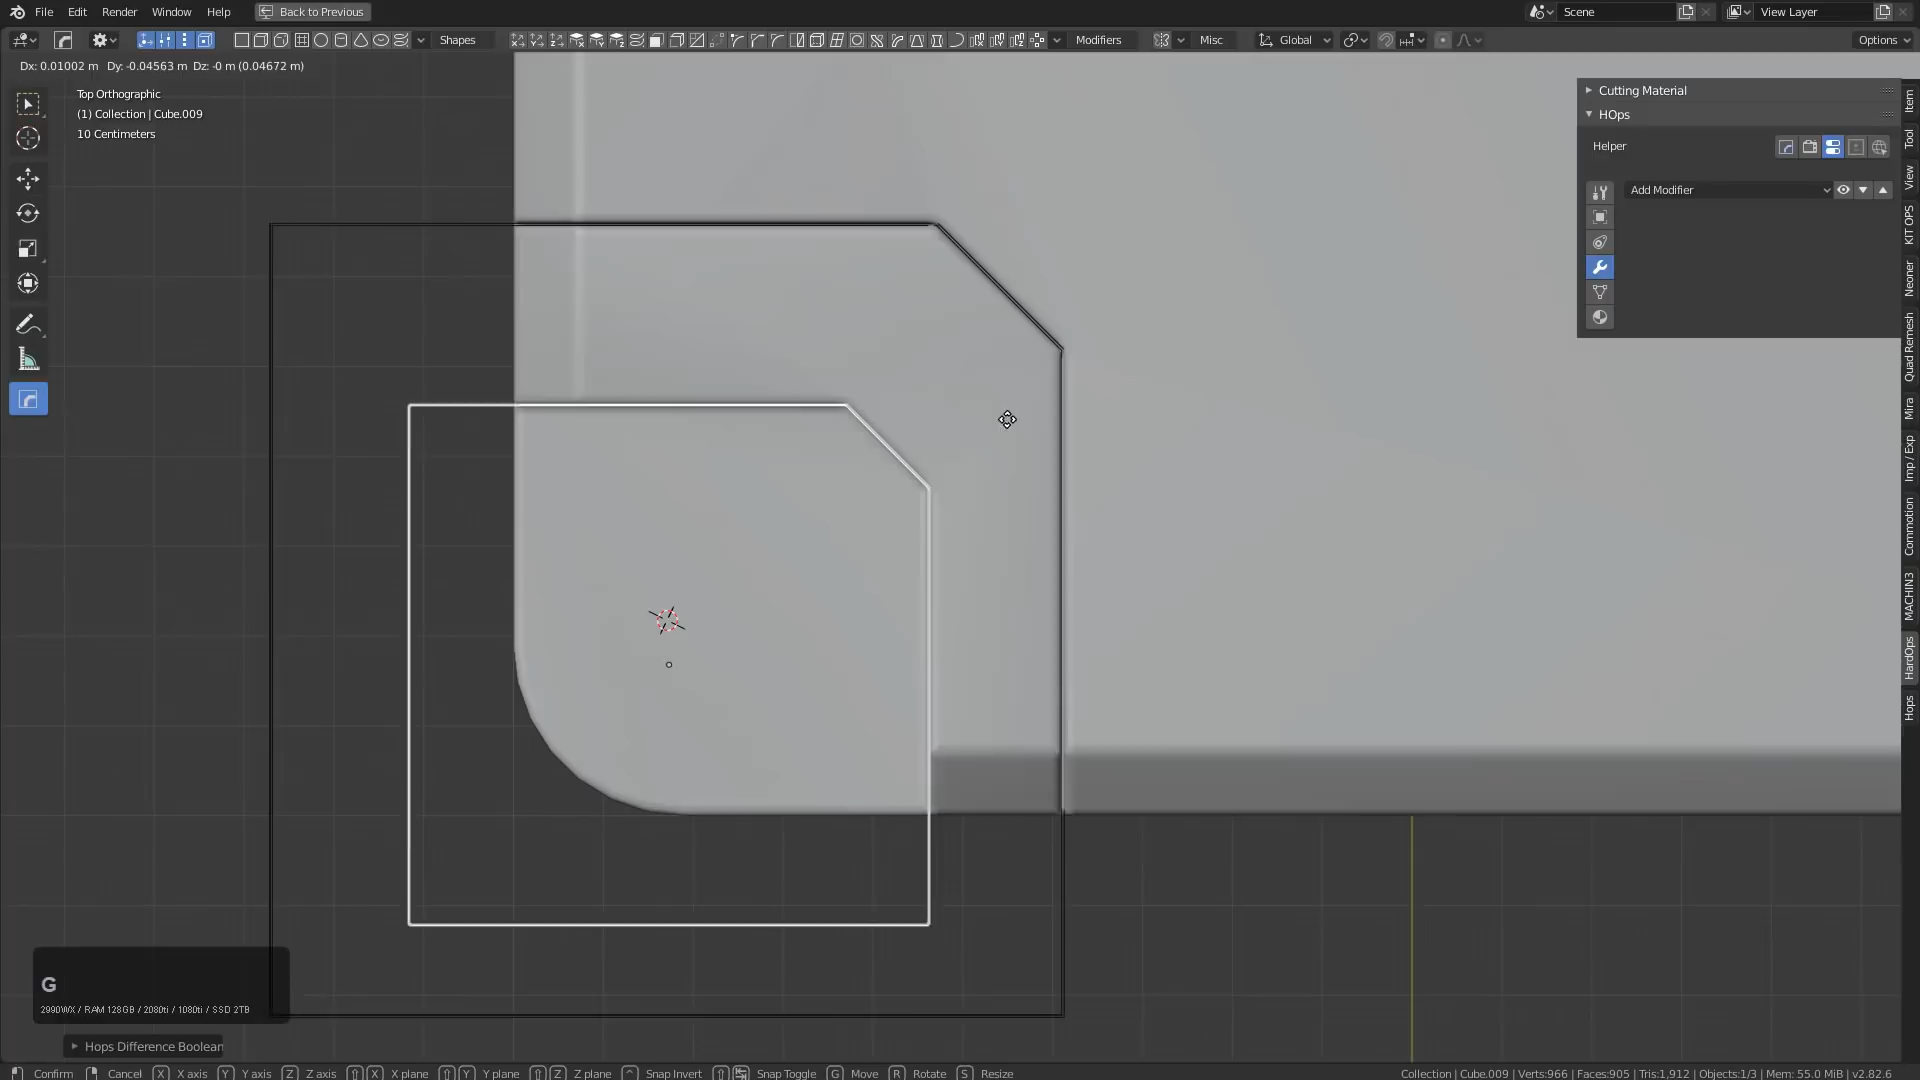 File Edit Render Window Help Back to Previous Scene View Layer
Shapes Modifiers Misc Global Options
Dx: 0.01002 m Dy: -0.04563 m Dz: -0 m (0.04672 m)
Top Orthographic
(1) Collection | Cube.009
10 Centimeters
Cutting Material
HOps
Helper
Add Modifier
Item
Tool
View
KIT OPS
Neoner
Quad Remesh
Mira
Imp / Exp
Commotion
MACHIN3
HardOps
Hops
G
2990WX / RAM 128GB / 2080ti / 1080ti / SSD 2TB
Hops Difference Boolean
Confirm Cancel X X axis Y Y axis Z Z axis X X plane Y Y plane Z Z plane Snap Invert Snap Toggle G Move R Rotate S Resize Collection | Cube.009 | Verts:966 | Faces:905 | Tris:1,912 | Objects:1/3 | Mem: 55.0 MiB | v2.82.6